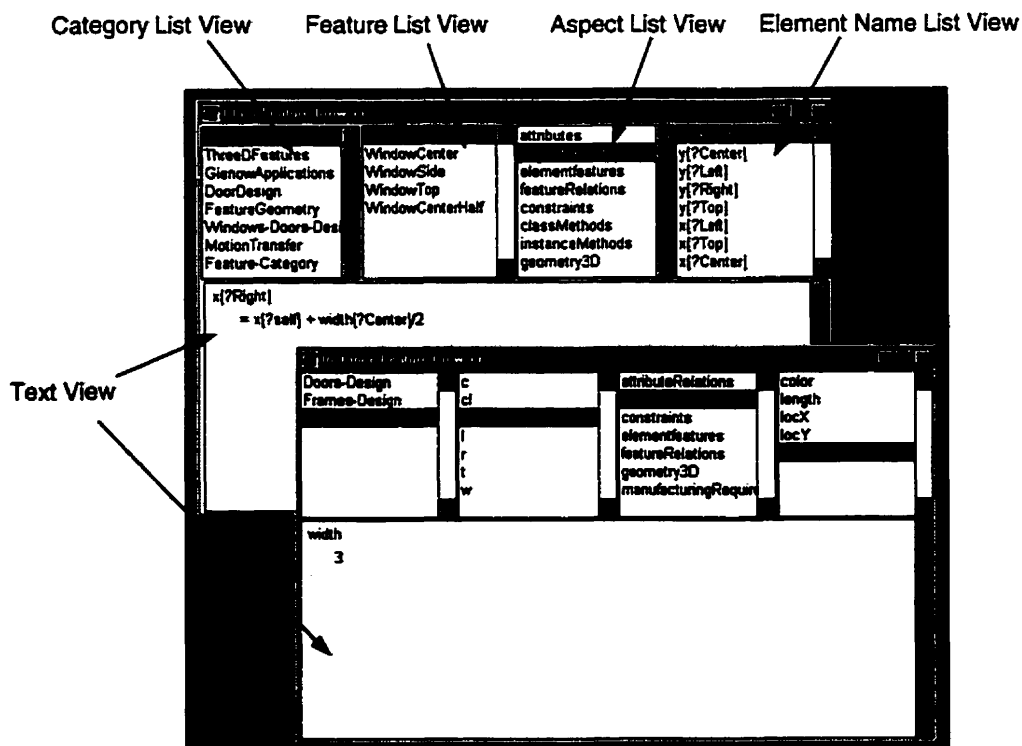 Category List View
Feature List View
Aspect List View
Element Name List View
ThreeDFeatures
GienowApplications
DoorDesign
FeatureGeometry
Windows-Doors-Desi
MotionTransfer
Feature-Category
WindowCenter
WindowSide
WindowTop
WindowCenterHalf
attributes
elementfeatures
featureRelations
constraints
classMethods
instanceMethods
geometry3D
y[?Center]
y[?Left]
y[?Right]
y[?Top]
x[?Left]
x[?Top]
x[?Center]
x[?Right]
= x[?self] + width[?Center]/2
Text View
Doors-Design
Frames-Design
c
cl
l
r
t
w
attributeRelations
constraints
elementfeatures
featureRelations
geometry3D
manufacturingRequire
color
length
locX
locY
width
3